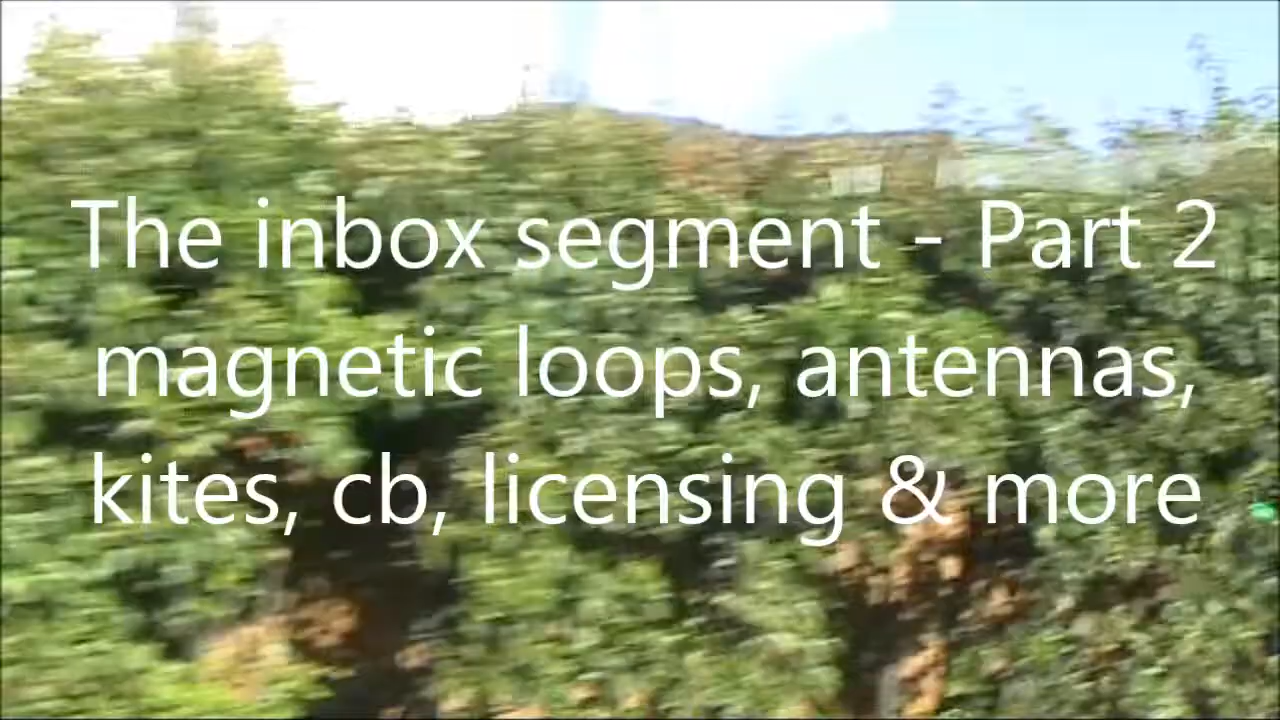 The inbox segment - Part 2
magnetic loops, antennas,
kites, cb, licensing & more